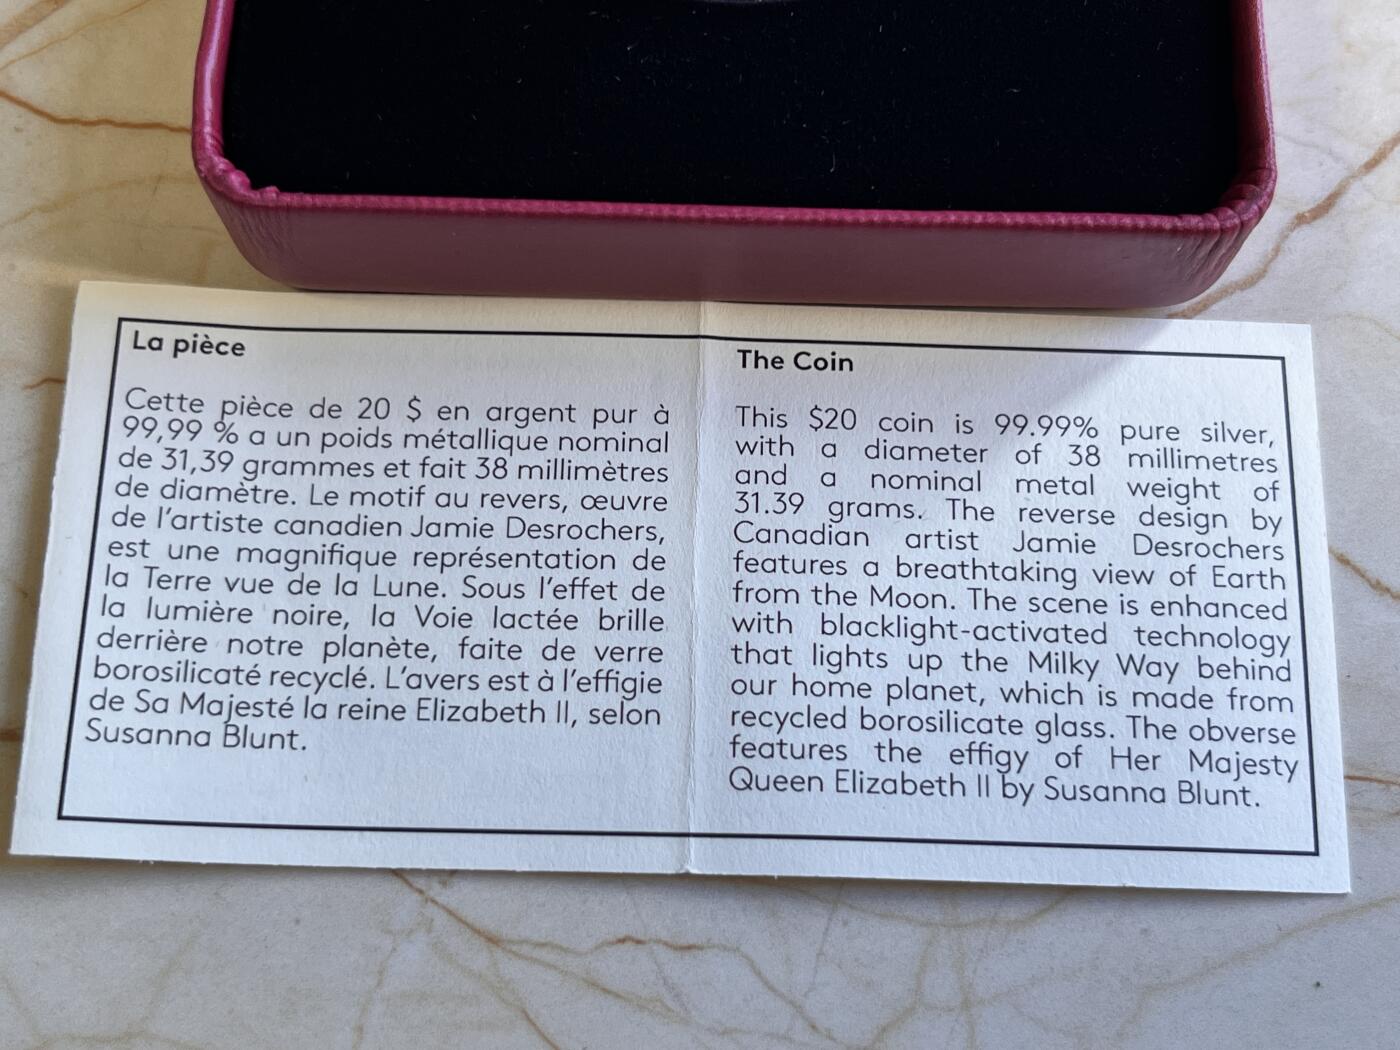 La pièce
Cette pièce de 20 $ en argent pur à
99,99 % a un poids métallique nominal
de 31,39 grammes et fait 38 millimètres
de diamètre. Le motif au revers, œuvre
de l'artiste canadien Jamie Desrochers,
est une magnifique représentation de
la Terre vue de la Lune. Sous l'effet de
la lumière noire, la Voie lactée brille
derrière notre planète, faite de verre
borosilicaté recyclé. L'avers est à l'effigie
de Sa Majesté la reine Elizabeth II, selon
Susanna Blunt.
The Coin
This $20 coin is 99.99% pure silver,
with a diameter of 38 millimetres
and a nominal metal weight of
31.39 grams. The reverse design by
Canadian artist Jamie Desrochers
features a breathtaking view of Earth
from the Moon. The scene is enhanced
with blacklight-activated technology
that lights up the Milky Way behind
our home planet, which is made from
recycled borosilicate glass. The obverse
features the effigy of Her Majesty
Queen Elizabeth II by Susanna Blunt.